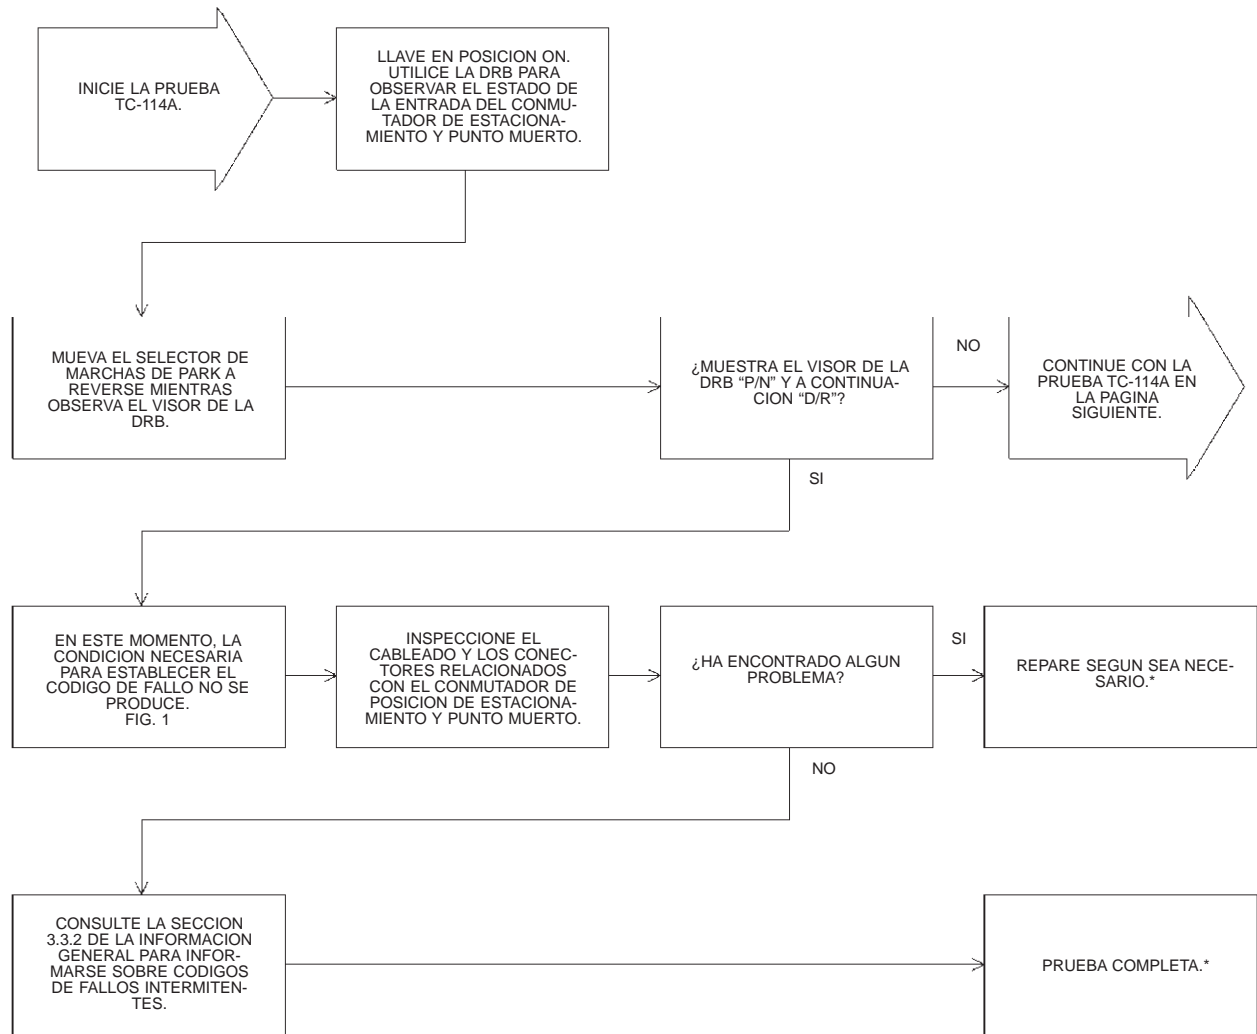 INICIE LA PRUEBA
TC-114A.
LLAVE EN POSICION ON.
UTILICE LA DRB PARA
OBSERVAR EL ESTADO DE
LA ENTRADA DEL CONMU-
TADOR DE ESTACIONA-
MIENTO Y PUNTO MUERTO.
MUEVA EL SELECTOR DE
MARCHAS DE PARK A
REVERSE MIENTRAS
OBSERVA EL VISOR DE LA
DRB.
¿MUESTRA EL VISOR DE LA
DRB “P/N” Y A CONTINUA-
CION “D/R”?
NO
CONTINUE CON LA
PRUEBA TC-114A EN
LA PAGINA
SIGUIENTE.
SI
EN ESTE MOMENTO, LA
CONDICION NECESARIA
PARA ESTABLECER EL
CODIGO DE FALLO NO SE
PRODUCE.
FIG. 1
INSPECCIONE EL
CABLEADO Y LOS CONEC-
TORES RELACIONADOS
CON EL CONMUTADOR DE
POSICION DE ESTACIONA-
MIENTO Y PUNTO MUERTO.
¿HA ENCONTRADO ALGUN
PROBLEMA?
SI
REPARE SEGUN SEA NECE-
SARIO.*
NO
CONSULTE LA SECCION
3.3.2 DE LA INFORMACION
GENERAL PARA INFOR-
MARSE SOBRE CODIGOS
DE FALLOS INTERMITEN-
TES.
PRUEBA COMPLETA.*